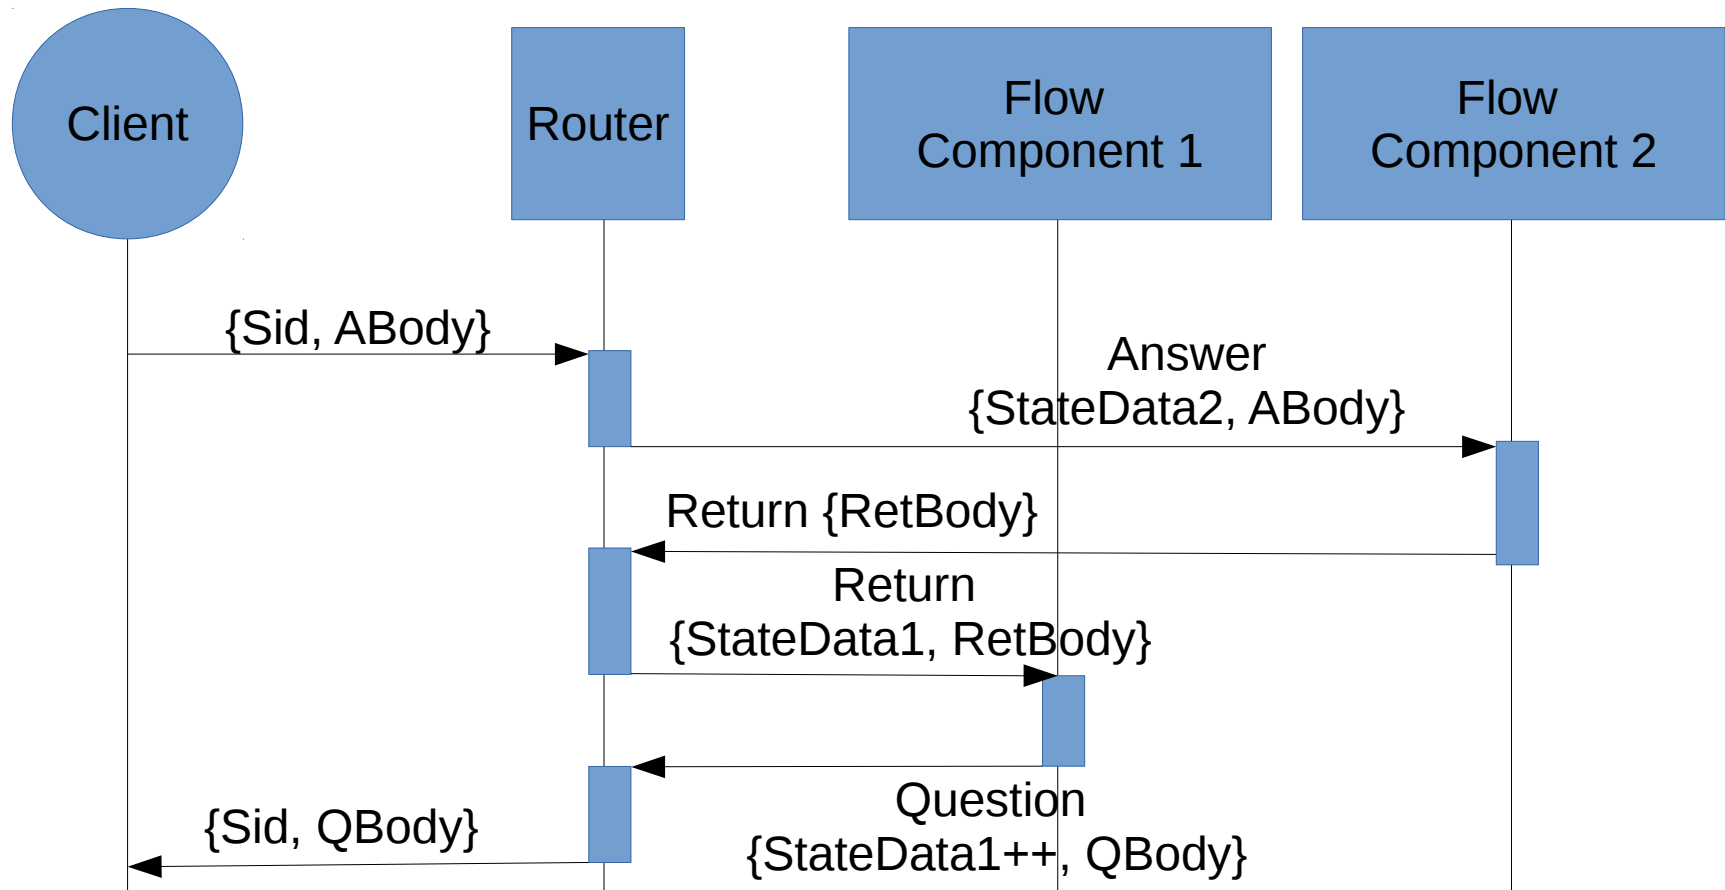 Client
Router
Flow
Component 1
Flow
Component 2
{Sid, ABody}
Answer
{StateData2, ABody}
Return {RetBody}
Return
{StateData1, RetBody}
Question
{StateData1++, QBody}
{Sid, QBody}